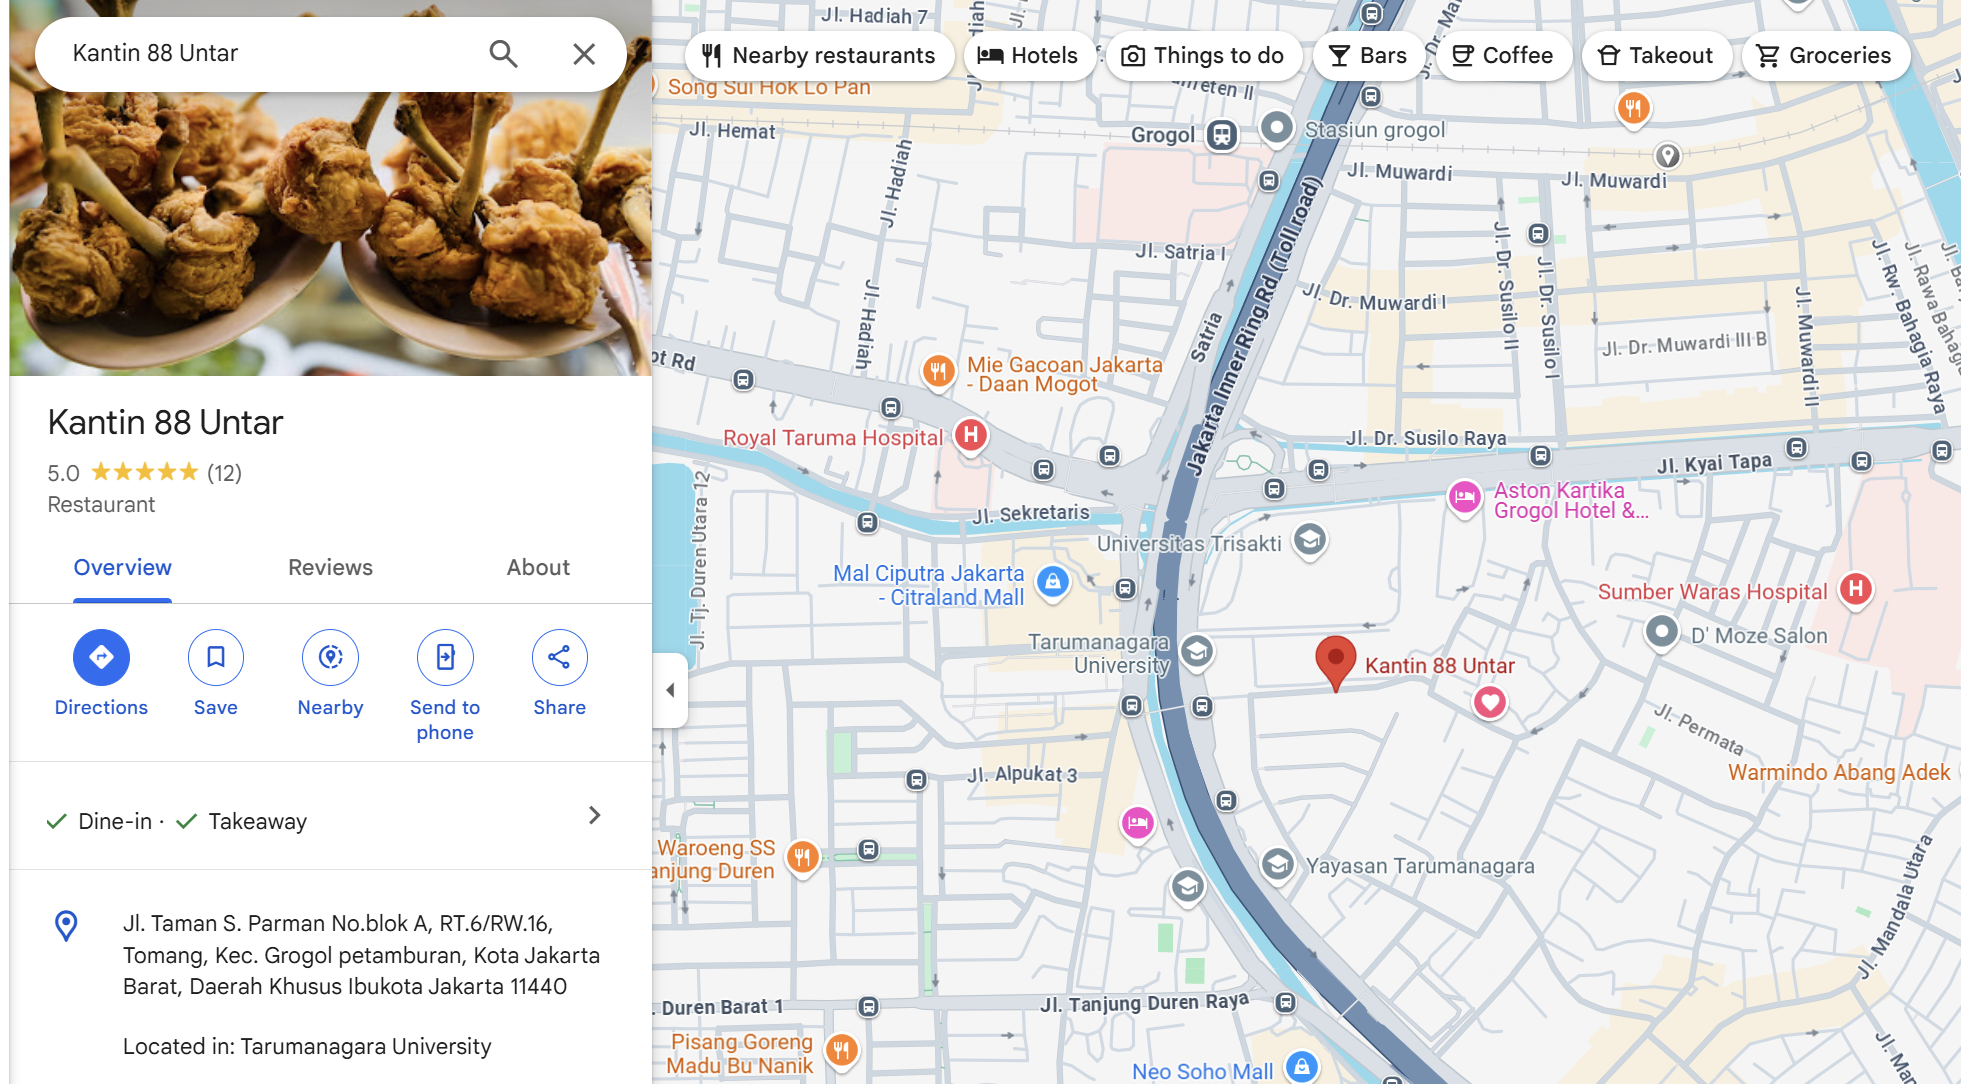 Kantin 88 Untar
Kantin 88 Untar
5.0 (12)
Restaurant
Overview
Reviews
About
Directions
Save
Nearby
Send to
phone
Share
Dine-in · Takeaway
Jl. Taman S. Parman No.blok A, RT.6/RW.16,
Tomang, Kec. Grogol petamburan, Kota Jakarta
Barat, Daerah Khusus Ibukota Jakarta 11440
Located in: Tarumanagara University
Nearby restaurants
Hotels
Things to do
Bars
Coffee
Takeout
Groceries
Jl. Hadiah 7
Song Sui Hok Lo Pan
Jl. Hemat
Jl. Hadiah
Grogol
Stasiun grogol
Jl. Muwardi
Jl. Muwardi
Jl. Satria I
Jl. Hadiah
Satria
Jakarta Inner Ring Rd (Toll road)
Jl. Dr. Muwardi I
Jl. Dr. Susilo II
Jl. Dr. Susilo I
Jl. Dr. Muwardi III B
Jl. Muwardi II
Jl. Rw. Bahagia Raya
Mie Gacoan Jakarta
- Daan Mogot
Royal Taruma Hospital
H
Jl. Dr. Susilo Raya
Jl. Kyai Tapa
Aston Kartika
Grogol Hotel &...
Jl. Tj. Duren Utara 12
Jl. Sekretaris
Universitas Trisakti
Mal Ciputra Jakarta
- Citraland Mall
Sumber Waras Hospital
H
Tarumanagara
University
D' Moze Salon
Kantin 88 Untar
Jl. Permata
Jl. Alpukat 3
Warmindo Abang Adek
Waroeng SS
anjung Duren
Yayasan Tarumanagara
Jl. Mandala Utara
. Duren Barat 1
Jl. Tanjung Duren Raya
Pisang Goreng
Madu Bu Nanik
Neo Soho Mall